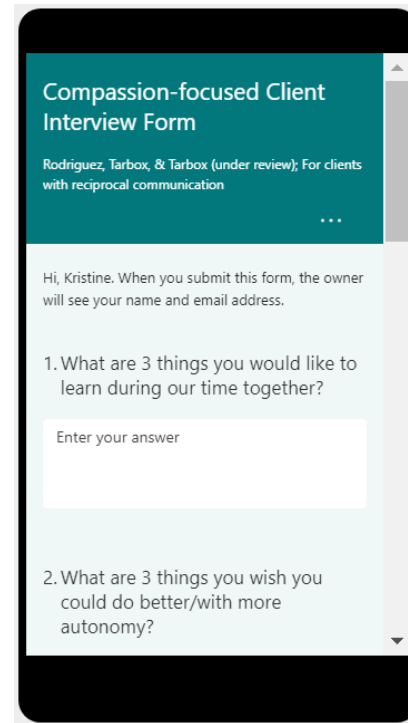 Compassion-focused Client
Interview Form
Rodriguez, Tarbox, & Tarbox (under review); For clients
with reciprocal communication
...
Hi, Kristine. When you submit this form, the owner
will see your name and email address.
1. What are 3 things you would like to
learn during our time together?
Enter your answer
2. What are 3 things you wish you
could do better/with more
autonomy?